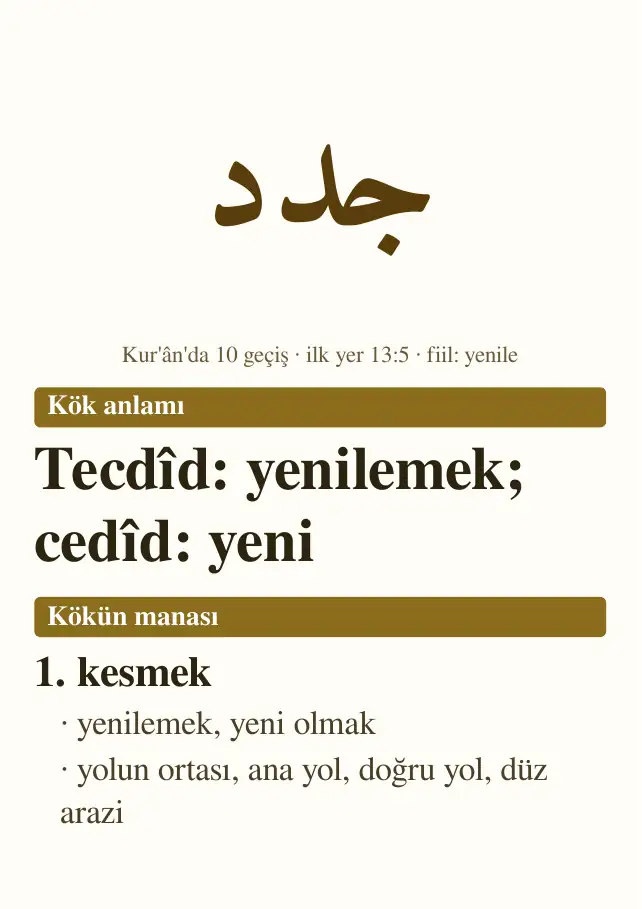 جدد
Kur'ân'da 10 geçiş · ilk yer 13:5 · fiil: yenile
Kök anlamı
Tecdîd: yenilemek;
cedîd: yeni
Kökün manası
1. kesmek
· yenilemek, yeni olmak
· yolun ortası, ana yol, doğru yol, düz
arazi